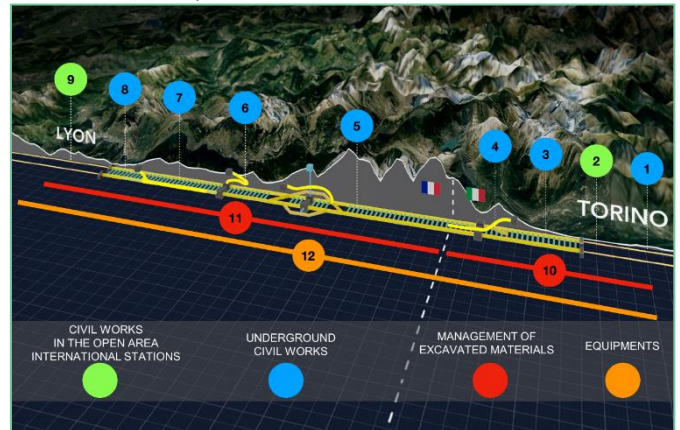 9
8
7
6
5
4
3
2
1
LYON
TORINO
11
12
10
CIVIL WORKS
IN THE OPEN AREA
INTERNATIONAL STATIONS
UNDERGROUND
CIVIL WORKS
MANAGEMENT OF
EXCAVATED MATERIALS
EQUIPMENTS